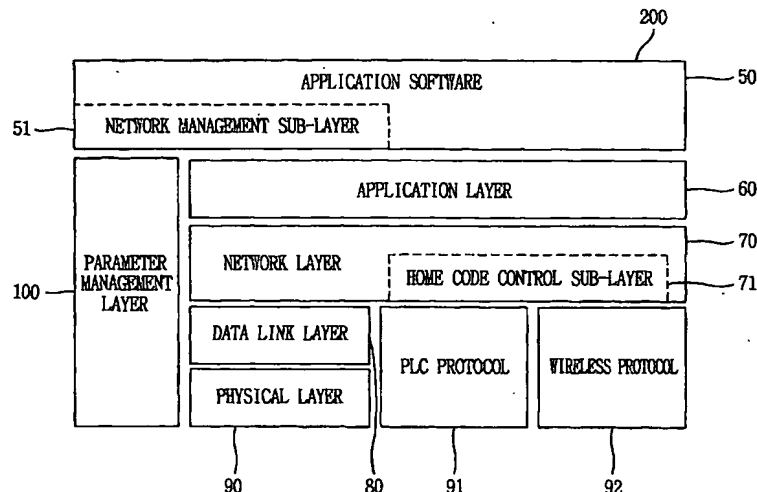 200
APPLICATION SOFTWARE
50
51
NETWORK MANAGEMENT SUB-LAYER
APPLICATION LAYER
60
PARAMETER
MANAGEMENT
LAYER
100
NETWORK LAYER
70
HOME CODE CONTROL SUB-LAYER
71
DATA LINK LAYER
PLC PROTOCOL
WIRELESS PROTOCOL
PHYSICAL LAYER
90
80
91
92